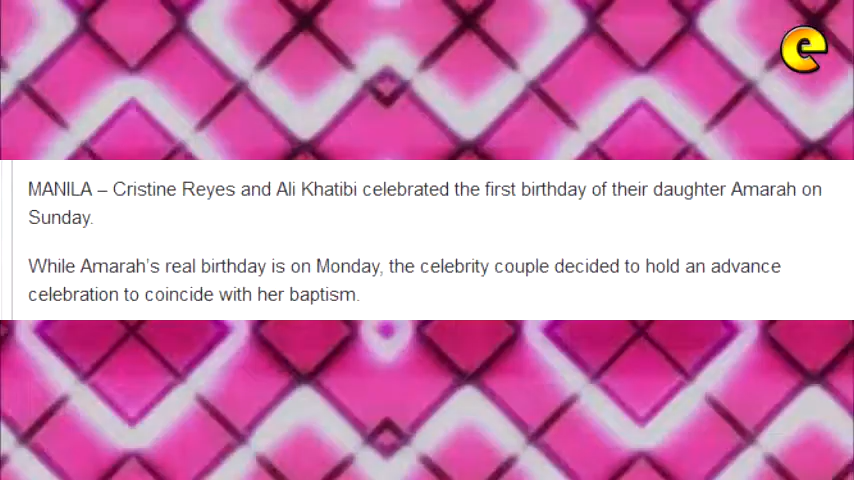 e
MANILA – Cristine Reyes and Ali Khatibi celebrated the first birthday of their daughter Amarah on
Sunday.
While Amarah’s real birthday is on Monday, the celebrity couple decided to hold an advance
celebration to coincide with her baptism.